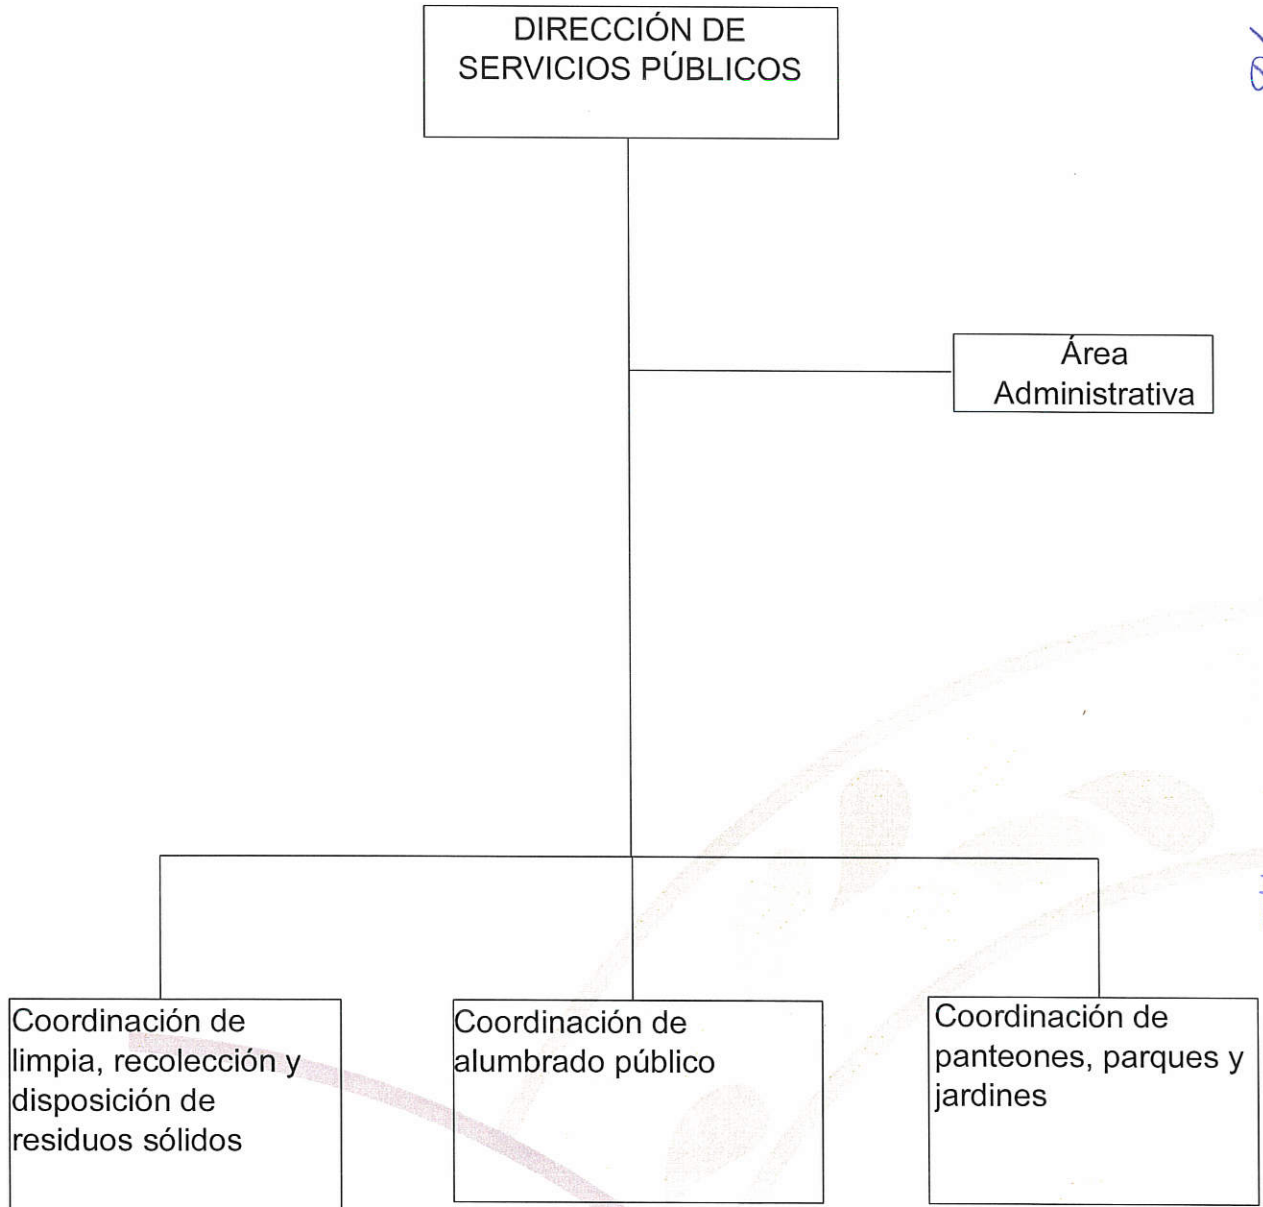 DIRECCIÓN DE
SERVICIOS PÚBLICOS
Área
Administrativa
Coordinación de
limpia, recolección y
disposición de
residuos sólidos
Coordinación de
alumbrado público
Coordinación de
panteones, parques y
jardines